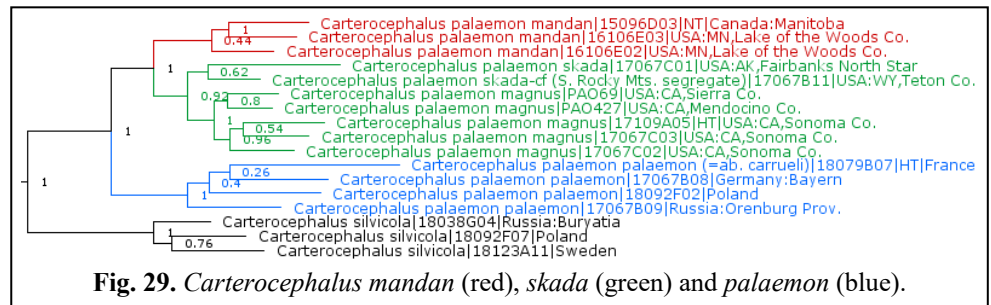 Carterocephalus palaemon mandan|15096D03|NT|Canada:Manitoba
1
Carterocephalus palaemon mandan|16106E03|USA:MN,Lake of the Woods Co.
0.44
Carterocephalus palaemon mandan|16106E02|USA:MN,Lake of the Woods Co.
1
Carterocephalus palaemon skada|17067C01|USA:AK,Fairbanks North Star
0.62
Carterocephalus palaemon skada-cf (S. Rocky Mts. segregate)|17067B11|USA:WY,Teton Co.
0.92
Carterocephalus palaemon magnus|PAO69|USA:CA,Sierra Co.
0.8
Carterocephalus palaemon magnus|PAO427|USA:CA,Mendocino Co.
1
Carterocephalus palaemon magnus|17109A05|HT|USA:CA,Sonoma Co.
1
0.54
Carterocephalus palaemon magnus|17067C03|USA:CA,Sonoma Co.
0.96
Carterocephalus palaemon magnus|17067C02|USA:CA,Sonoma Co.
Carterocephalus palaemon palaemon (=ab. carrueli)|18079B07|HT|France
0.26
1
Carterocephalus palaemon palaemon|17067B08|Germany:Bayern
0.4
Carterocephalus palaemon palaemon|18092F02|Poland
1
Carterocephalus palaemon palaemon|17067B09|Russia:Orenburg Prov.
Carterocephalus silvicola|18038G04|Russia:Buryatia
1
Carterocephalus silvicola|18092F07|Poland
0.76
Carterocephalus silvicola|18123A11|Sweden
Fig. 29. Carterocephalus mandan (red), skada (green) and palaemon (blue).